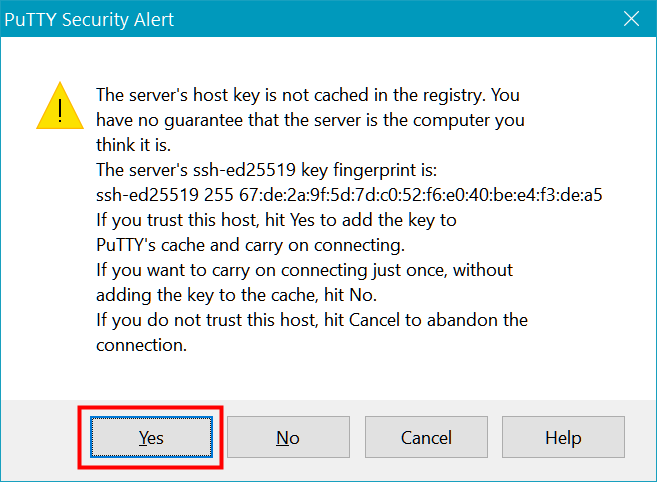 PuTTY Security Alert
The server's host key is not cached in the registry. You
have no guarantee that the server is the computer you
think it is.
The server's ssh-ed25519 key fingerprint is:
ssh-ed25519 255 67:de:2a:9f:5d:7d:c0:52:f6:e0:40:be:e4:f3:de:a5
If you trust this host, hit Yes to add the key to
PuTTY's cache and carry on connecting.
If you want to carry on connecting just once, without
adding the key to the cache, hit No.
If you do not trust this host, hit Cancel to abandon the
connection.
Yes No Cancel Help